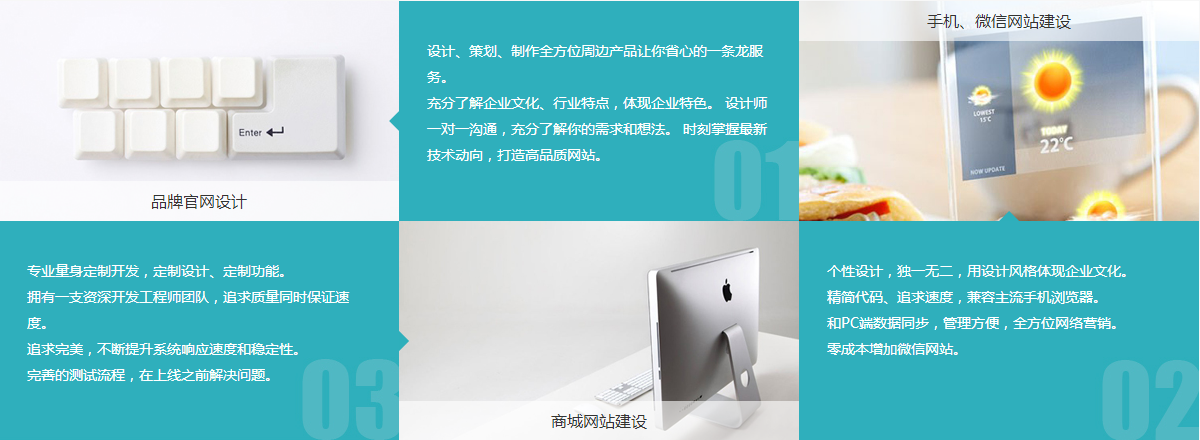 Enter
品牌官网设计
设计、策划、制作全方位周边产品让你省心的一条龙服
务。
充分了解企业文化、行业特点，体现企业特色。 设计师
一对一沟通，充分了解你的需求和想法。 时刻掌握最新
技术动向，打造高品质网站。
01
手机、微信网站建设
LOWEST
15°C
TODAY
22°C
NOW UPDATE
专业量身定制开发，定制设计、定制功能。
拥有一支资深开发工程师团队，追求质量同时保证速
度。
追求完美，不断提升系统响应速度和稳定性。
完善的测试流程，在上线之前解决问题。
03
商城网站建设
个性设计，独一无二，用设计风格体现企业文化。
精简代码、追求速度，兼容主流手机浏览器。
和PC端数据同步，管理方便，全方位网络营销。
零成本增加微信网站。
02